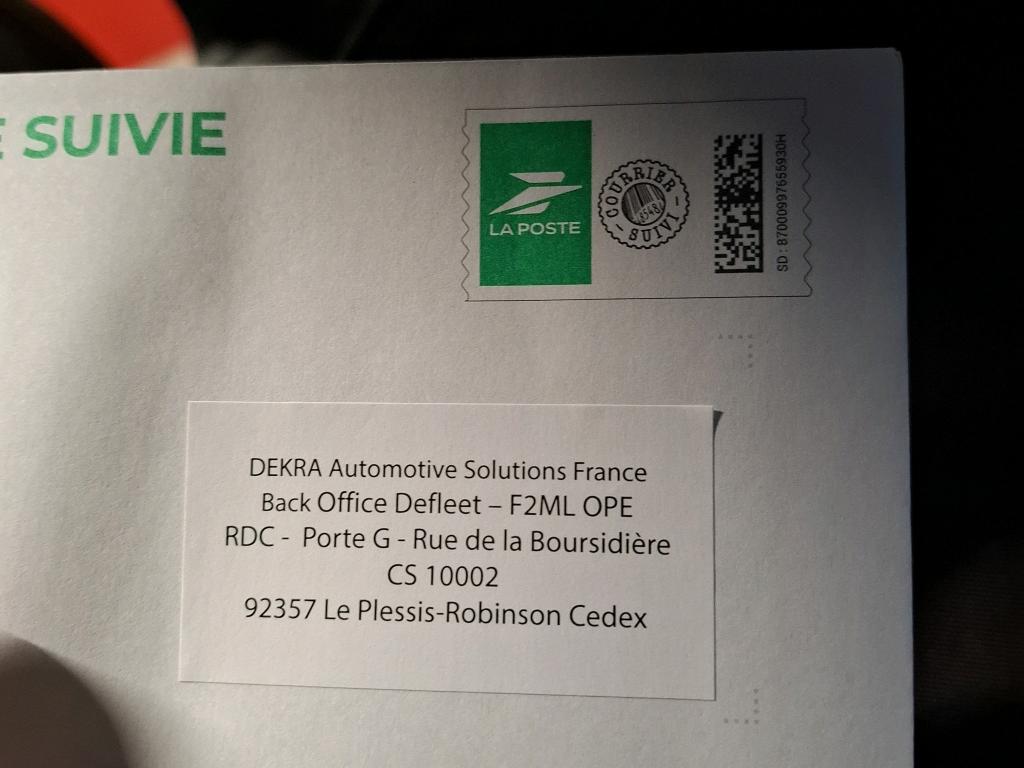 E SUIVIE
LA POSTE
COURRIER
SUIVI
SD : 87000997655930H
DEKRA Automotive Solutions France
Back Office Defleet – F2ML OPE
RDC - Porte G - Rue de la Boursidière
CS 10002
92357 Le Plessis-Robinson Cedex